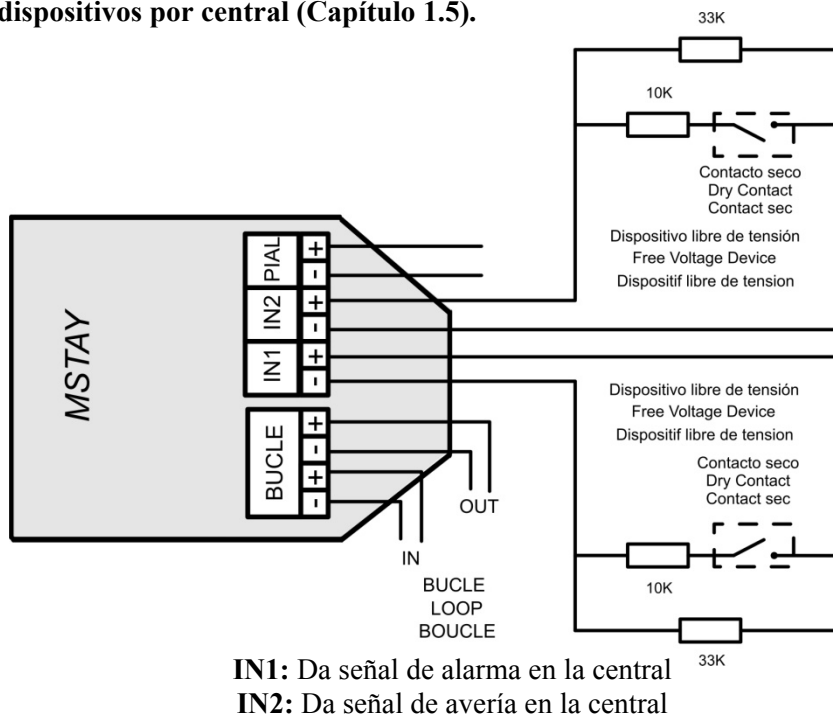 dispositivos por central (Capítulo 1.5).
33K
10K
Contacto seco
Dry Contact
Contact sec
Dispositivo libre de tensión
Free Voltage Device
Dispositif libre de tension
MSTAY
PIAL
+
-
IN2
+
-
IN1
+
-
BUCLE
+
-
+
-
OUT
IN
BUCLE
LOOP
BOUCLE
Dispositivo libre de tensión
Free Voltage Device
Dispositif libre de tension
Contacto seco
Dry Contact
Contact sec
10K
33K
IN1: Da señal de alarma en la central
IN2: Da señal de avería en la central